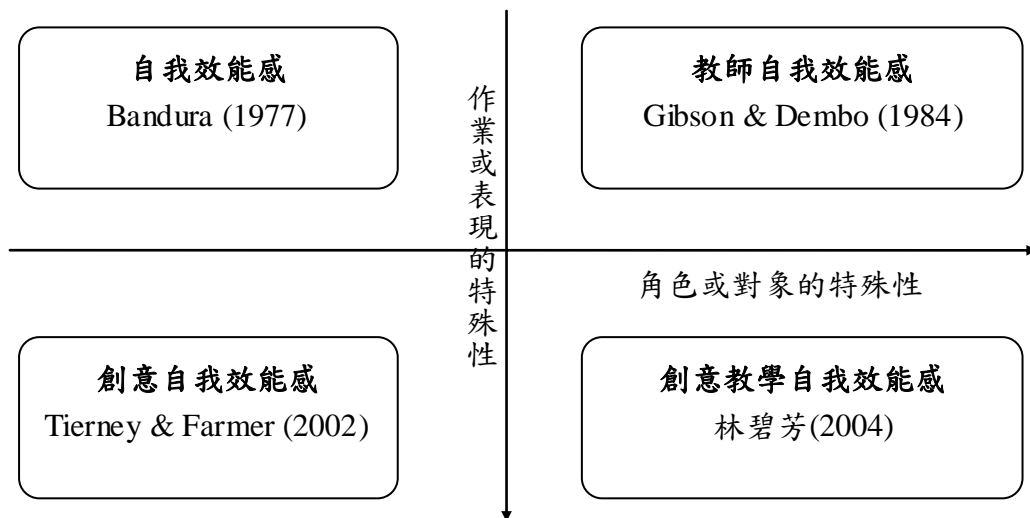 自我效能感
Bandura (1977)
教師自我效能感
Gibson & Dembo (1984)
作業或表現的特殊性
角色或對象的特殊性
創意自我效能感
Tierney & Farmer (2002)
創意教學自我效能感
林碧芳(2004)